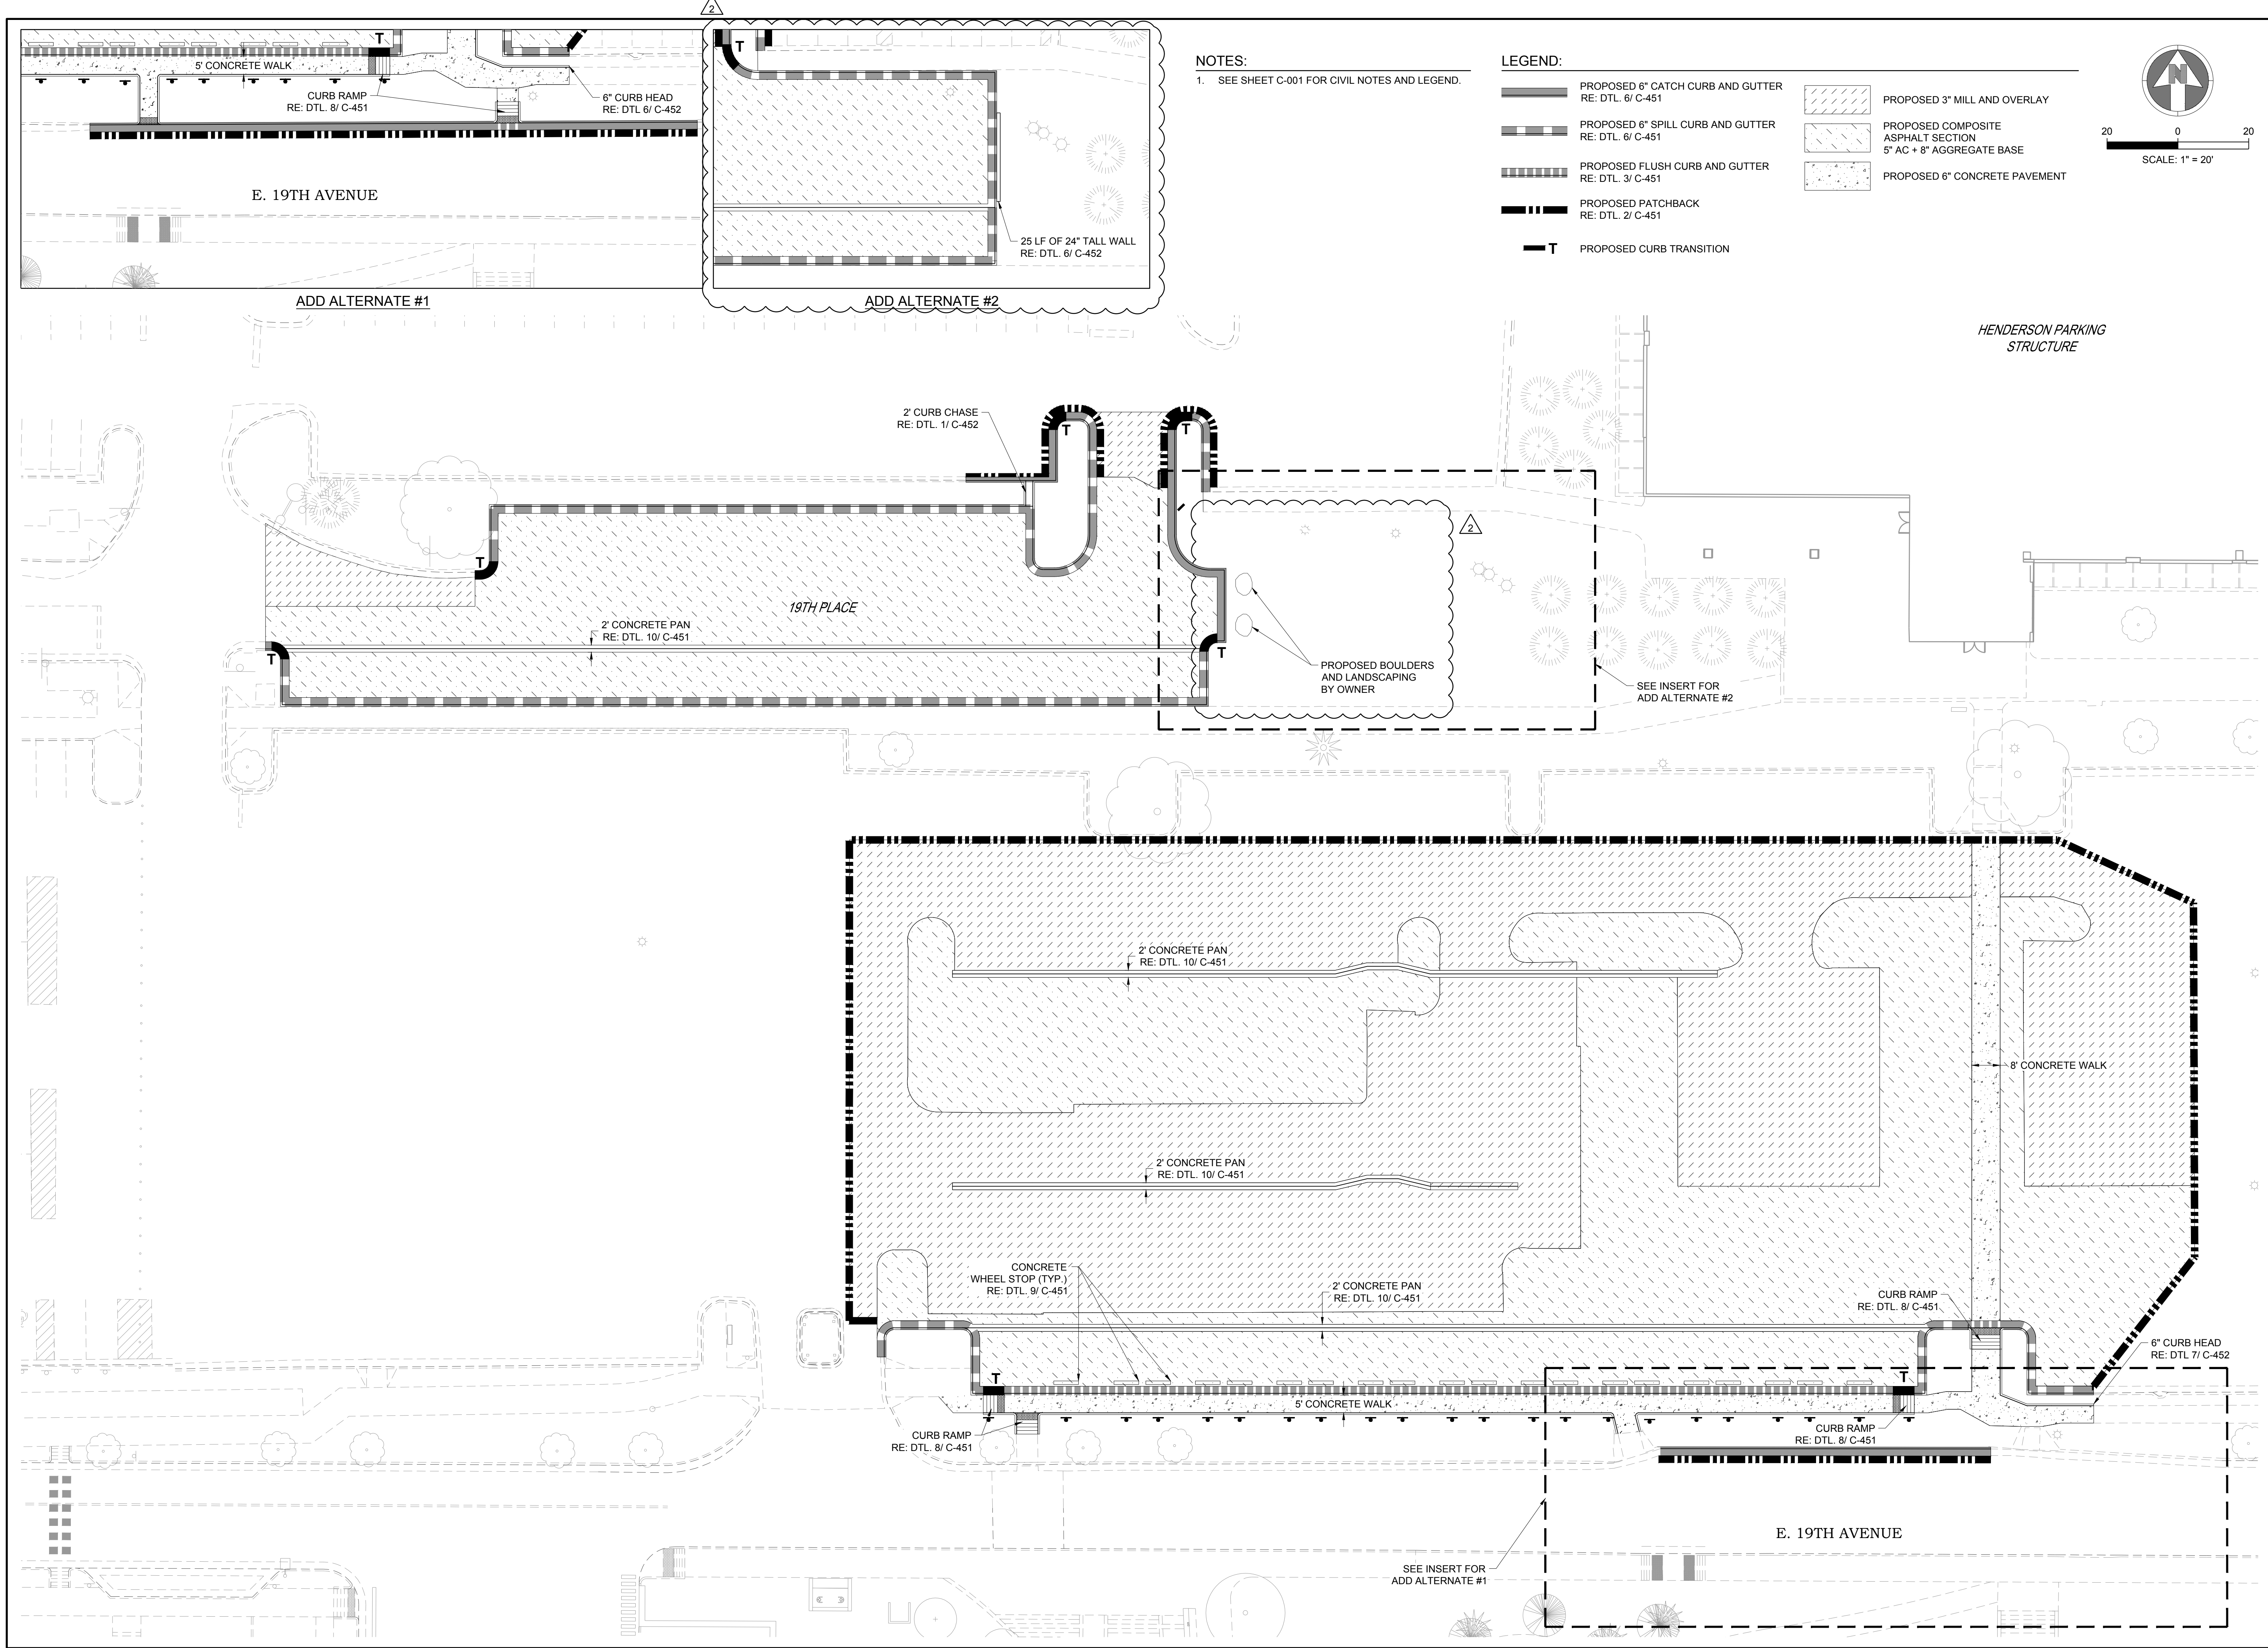 2
T
5' CONCRETE WALK
CURB RAMP
RE: DTL. 8/ C-451
6" CURB HEAD
RE: DTL 6/ C-452
E. 19TH AVENUE
ADD ALTERNATE #1
T
25 LF OF 24" TALL WALL
RE: DTL. 6/ C-452
ADD ALTERNATE #2
NOTES:
1. SEE SHEET C-001 FOR CIVIL NOTES AND LEGEND.
LEGEND:
PROPOSED 6" CATCH CURB AND GUTTER
RE: DTL. 6/ C-451
PROPOSED 6" SPILL CURB AND GUTTER
RE: DTL. 6/ C-451
PROPOSED FLUSH CURB AND GUTTER
RE: DTL. 3/ C-451
PROPOSED PATCHBACK
RE: DTL. 2/ C-451
T
PROPOSED CURB TRANSITION
PROPOSED 3" MILL AND OVERLAY
PROPOSED COMPOSITE
ASPHALT SECTION
5" AC + 8" AGGREGATE BASE
PROPOSED 6" CONCRETE PAVEMENT
N
20 0 20
SCALE: 1" = 20'
HENDERSON PARKING
STRUCTURE
2' CURB CHASE
RE: DTL. 1/ C-452
T
T
2
T
19TH PLACE
2' CONCRETE PAN
RE: DTL. 10/ C-451
T
T
PROPOSED BOULDERS
AND LANDSCAPING
BY OWNER
SEE INSERT FOR
ADD ALTERNATE #2
2' CONCRETE PAN
RE: DTL. 10/ C-451
8' CONCRETE WALK
2' CONCRETE PAN
RE: DTL. 10/ C-451
CONCRETE
WHEEL STOP (TYP.)
RE: DTL. 9/ C-451
2' CONCRETE PAN
RE: DTL. 10/ C-451
CURB RAMP
RE: DTL. 8/ C-451
6" CURB HEAD
RE: DTL 7/ C-452
T
T
5' CONCRETE WALK
CURB RAMP
RE: DTL. 8/ C-451
CURB RAMP
RE: DTL. 8/ C-451
E. 19TH AVENUE
SEE INSERT FOR
ADD ALTERNATE #1